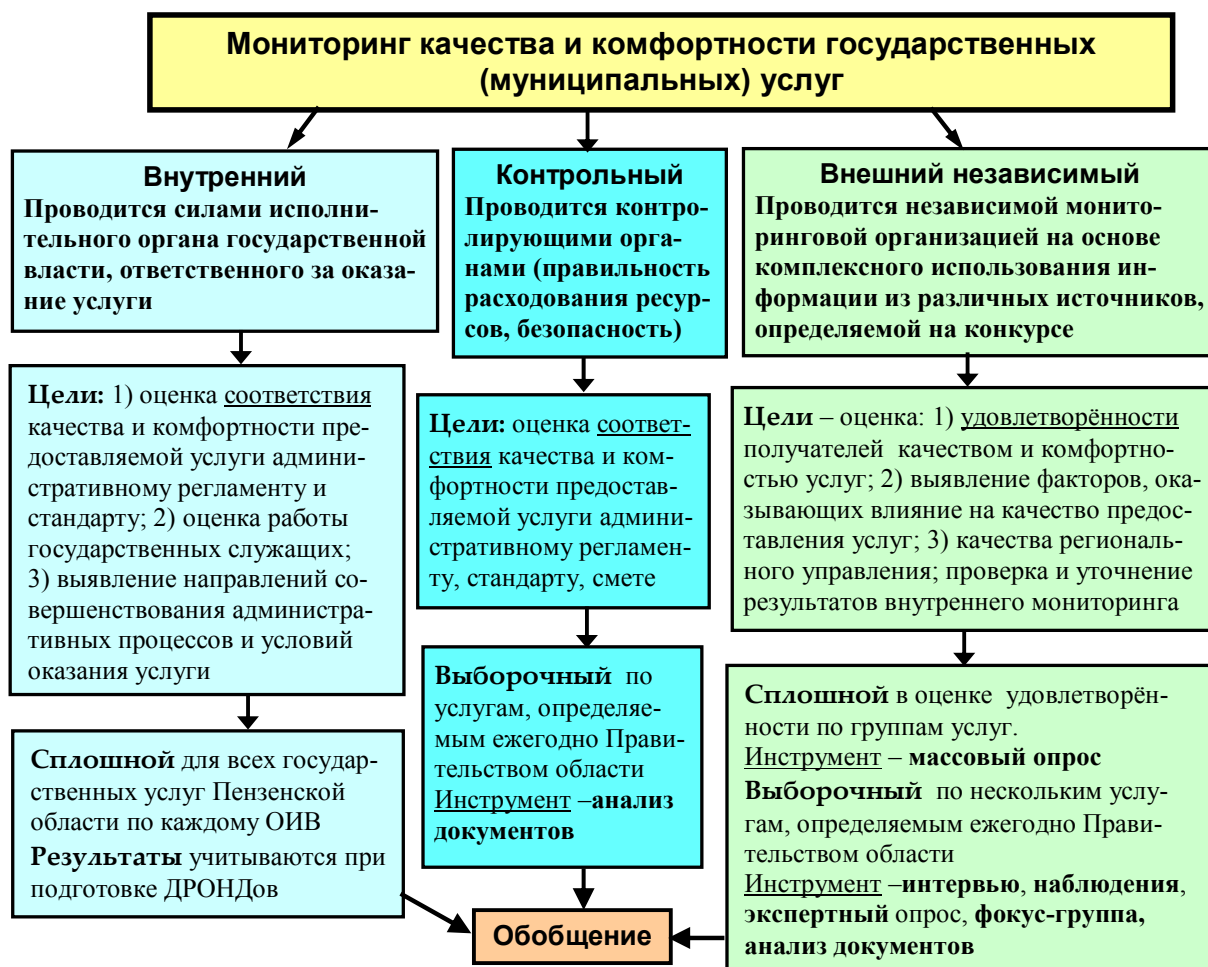 Мониторинг качества и комфортности государственных
(муниципальных) услуг
Внутренний
Проводится силами исполни-
тельного органа государственной
власти, ответственного за оказа-
ние услуги
Контрольный
Проводится контро-
лирующими орга-
нами (правильность
расходования ресур-
сов, безопасность)
Внешний независимый
Проводится независимой монито-
ринговой организацией на основе
комплексного использования ин-
формации из различных источников,
определяемой на конкурсе
Цели: 1) оценка соответствия
качества и комфортности пре-
доставляемой услуги админи-
стративному регламенту и
стандарту; 2) оценка работы
государственных служащих;
3) выявление направлений со-
вершенствования администра-
тивных процессов и условий
оказания услуги
Цели: оценка соответ-
ствия качества и ком-
фортности предостав-
ляемой услуги админи-
стративному регламен-
ту, стандарту, смете
Цели – оценка: 1) удовлетворённости
получателей качеством и комфортно-
стью услуг; 2) выявление факторов, ока-
зывающих влияние на качество предос-
тавления услуг; 3) качества региональ-
ного управления; проверка и уточнение
результатов внутреннего мониторинга
Сплошной для всех государ-
ственных услуг Пензенской
области по каждому ОИВ
Результаты учитываются при
подготовке ДРОНДов
Выборочный по
услугам, определяе-
мым ежегодно Прави-
тельством области
Инструмент –анализ
документов
Сплошной в оценке удовлетворён-
ности по группам услуг.
Инструмент – массовый опрос
Выборочный по нескольким услу-
гам, определяемым ежегодно Прави-
тельством области
Инструмент –интервью, наблюдения,
экспертный опрос, фокус-группа,
анализ документов
Обобщение